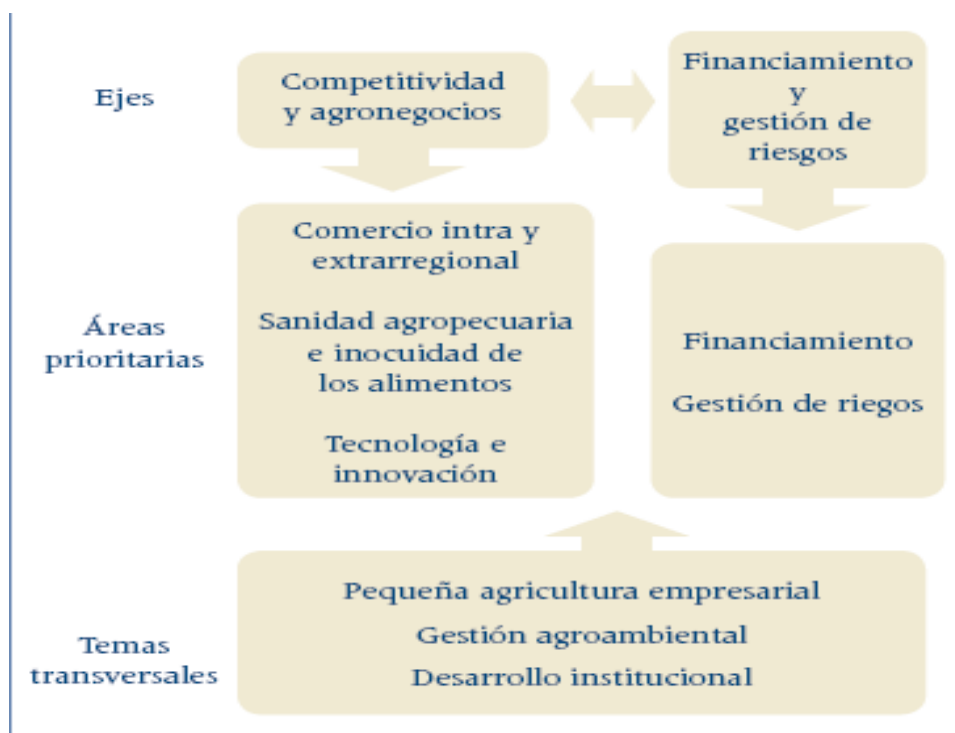 Ejes
Competitividad
y agronegocios
Financiamiento
y
gestión de
riesgos
Áreas
prioritarias
Comercio intra y
extrarregional
Sanidad agropecuaria
e inocuidad de
los alimentos
Tecnología e
innovación
Financiamiento
Gestión de riegos
Temas
transversales
Pequeña agricultura empresarial
Gestión agroambiental
Desarrollo institucional